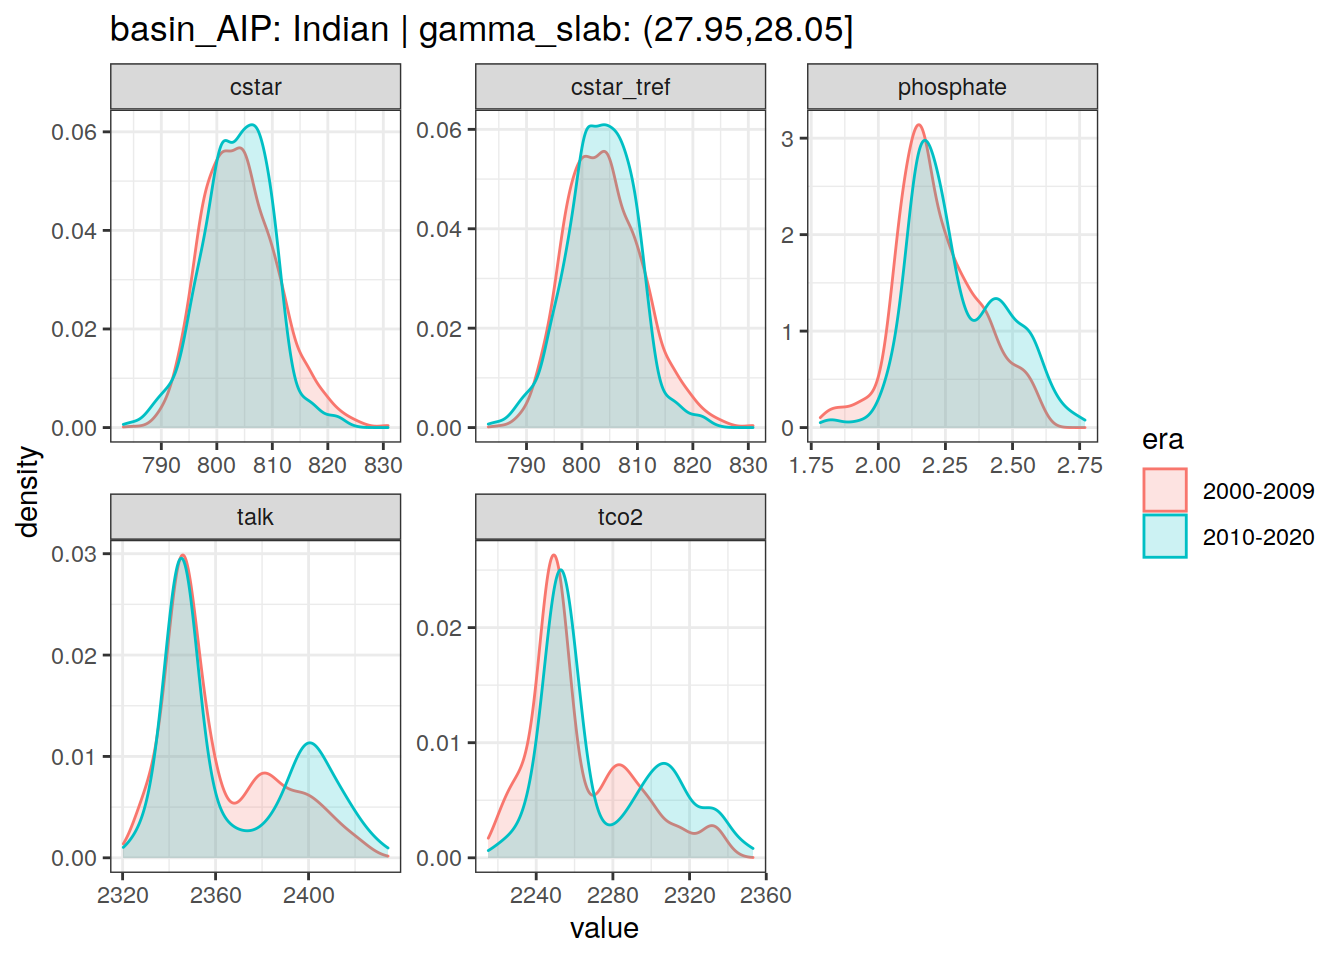 basin_AIP: Indian | gamma_slab: (27.95,28.05]
cstar
cstar_tref
phosphate
0.06
0.04
0.02
0.00
790 800 810 820 830
0.06
0.04
0.02
0.00
790 800 810 820 830
3
2
1
0
1.75 2.00 2.25 2.50 2.75
density
talk
tco2
0.03
0.02
0.01
0.00
2320 2360 2400
0.02
0.01
0.00
2240 2280 2320 2360
value
era
2000-2009
2010-2020